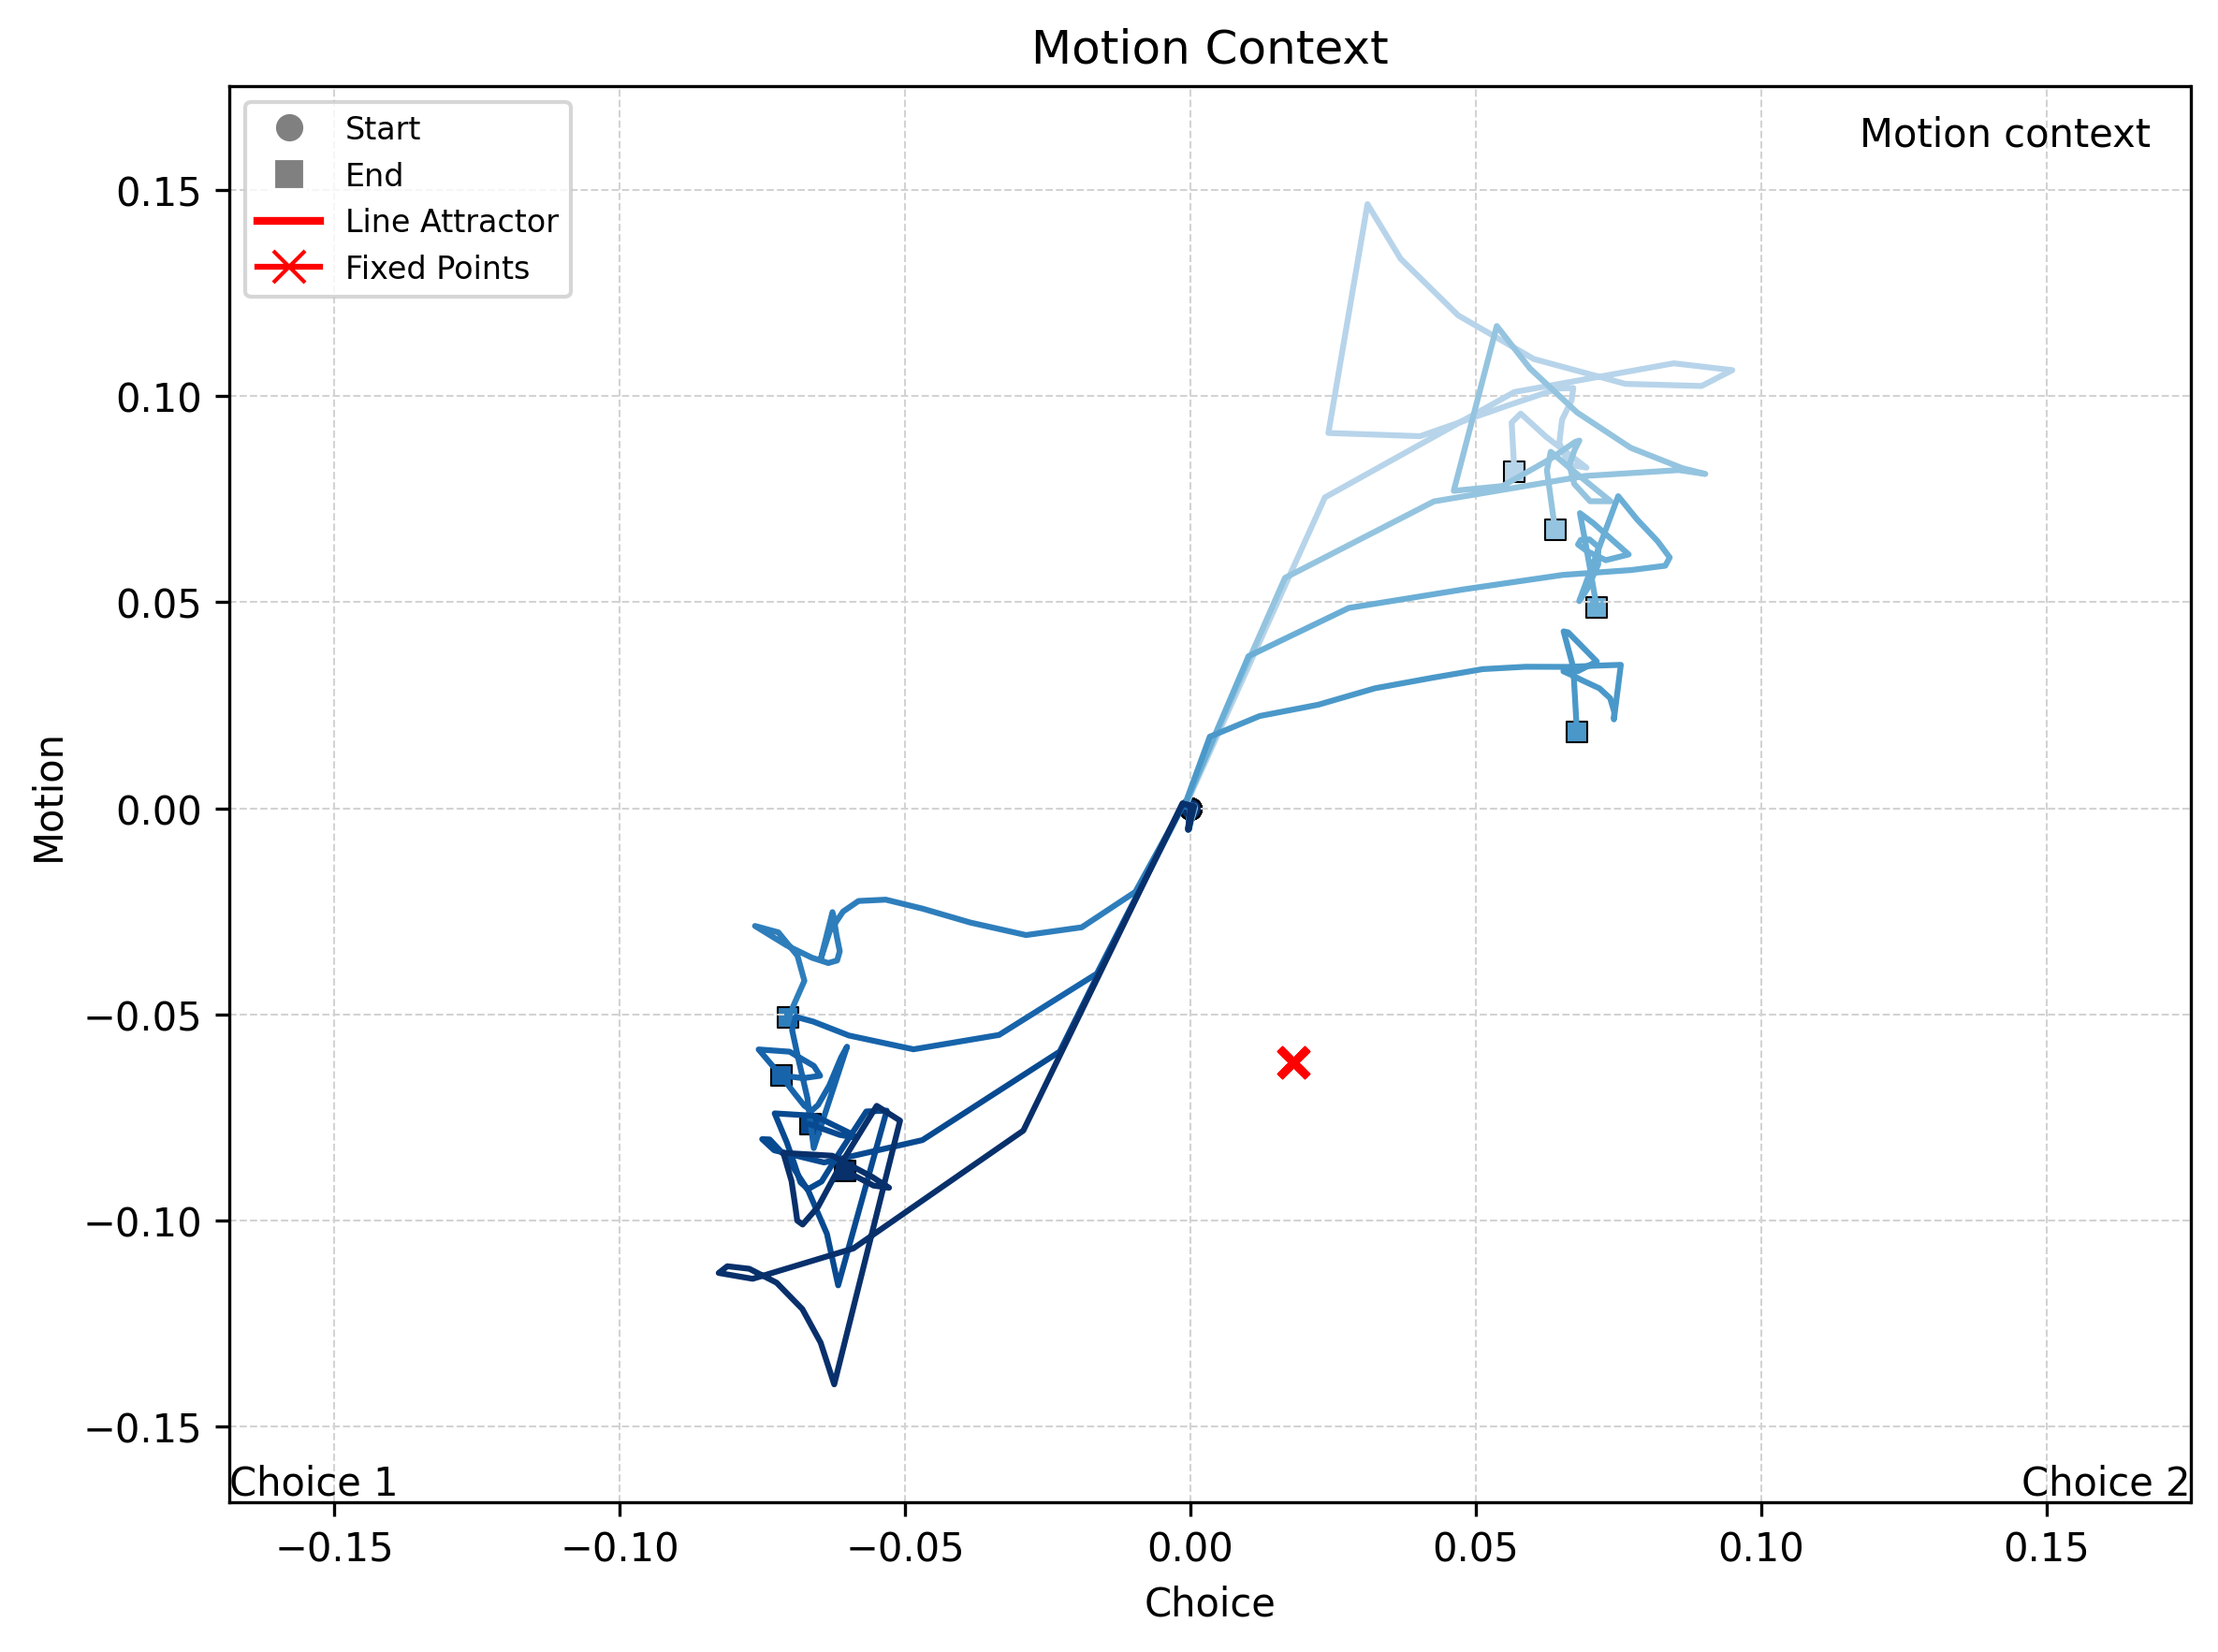 Motion Context
Motion context
Start
End
Line Attractor
Fixed Points
Motion
0.15
0.10
0.05
0.00
−0.05
−0.10
−0.15
Choice 1
Choice 2
−0.15 −0.10 −0.05 0.00 0.05 0.10 0.15
Choice